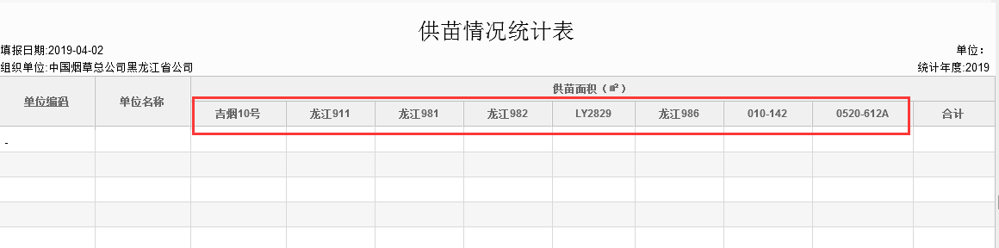 供苗情况统计表
填报日期:2019-04-02
单位：
组织单位:中国烟草总公司黑龙江省公司
统计年度:2019
单位编码
单位名称
供苗面积（㎡）
吉烟10号
龙江911
龙江981
龙江982
LY2829
龙江986
010-142
0520-612A
合计
-